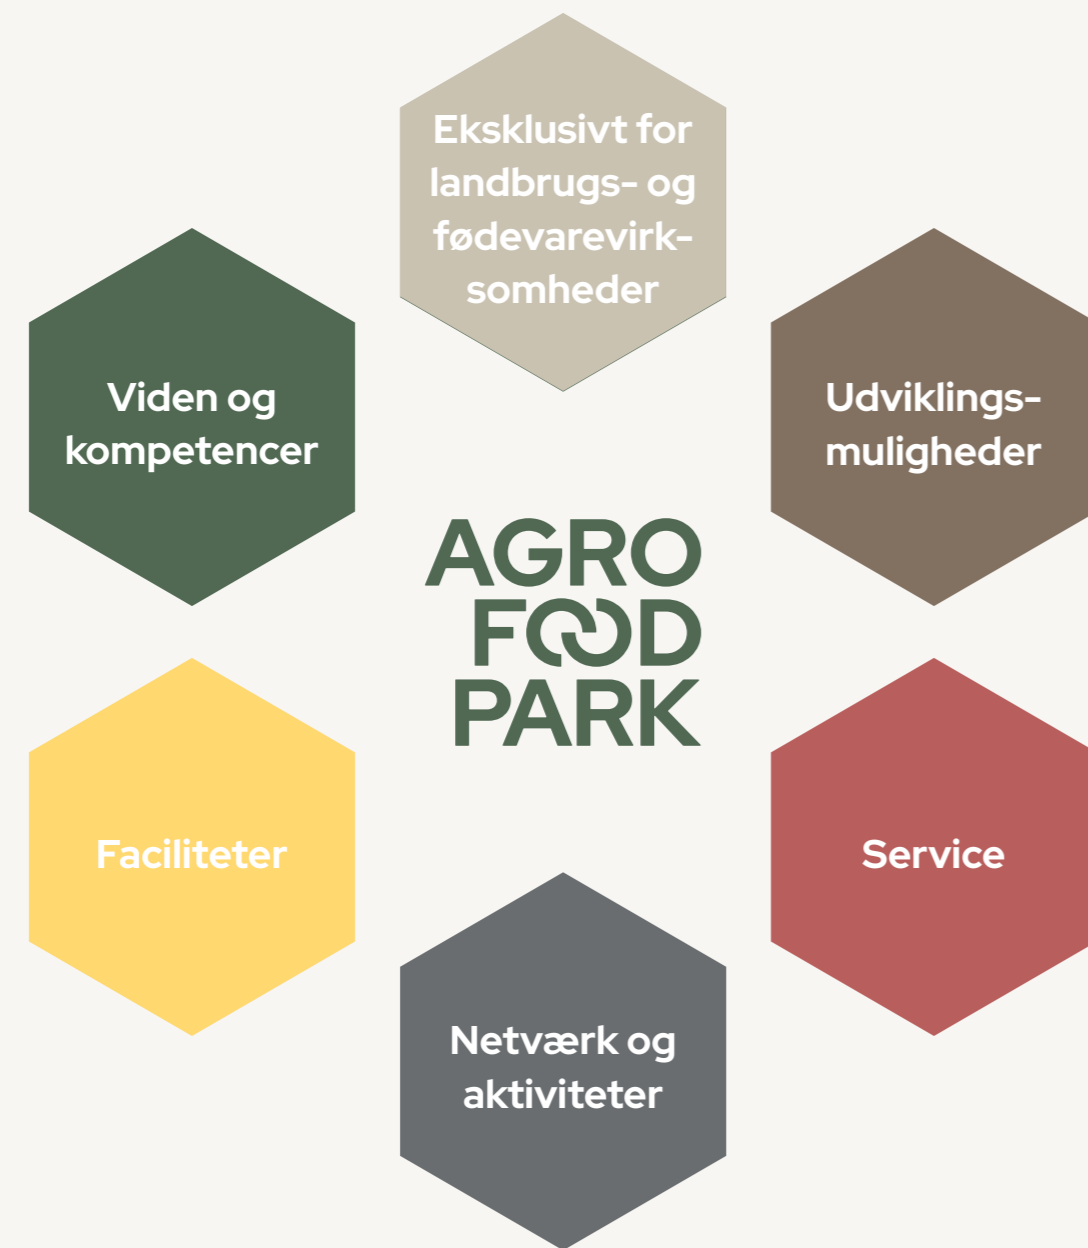 Eksklusivt for
landbrugs- og
fødevarevirk-
somheder
Viden og
kompetencer
Udviklings-
muligheder
AGRO
FOOD
PARK
Faciliteter
Service
Netværk og
aktiviteter